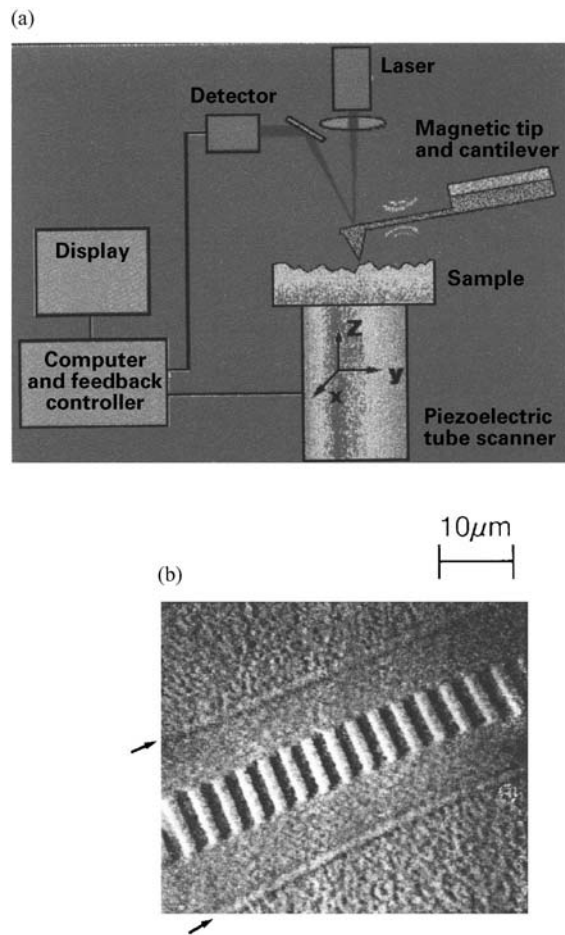 (a)
Laser
Detector
Magnetic tip
and cantilever
Display
Sample
Computer
and feedback
controller
Z
y
x
Piezoelectric
tube scanner
10μm
(b)